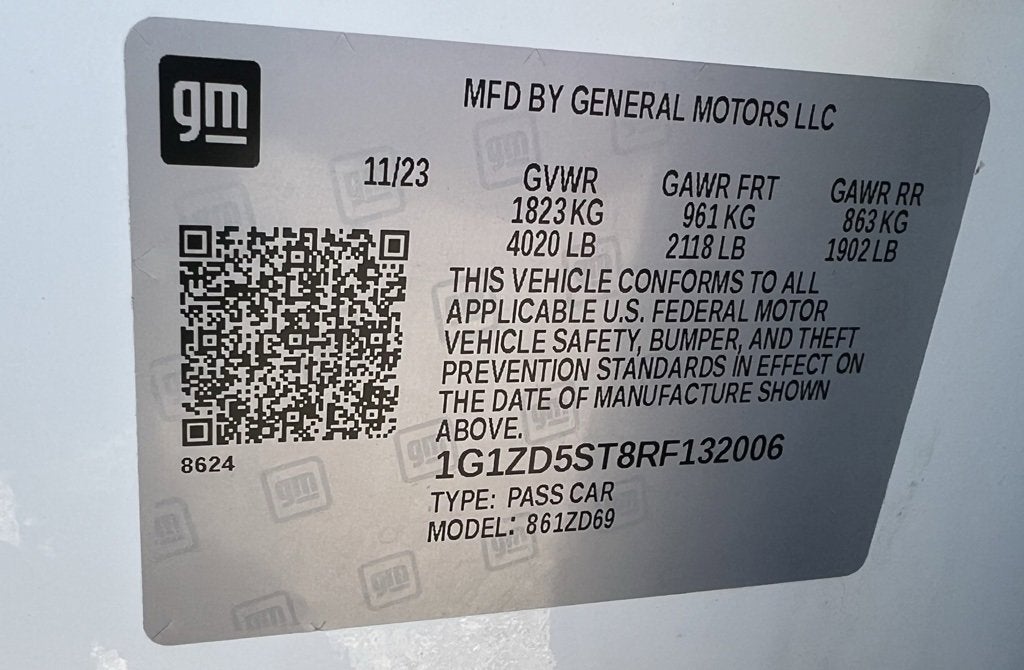 gm
MFD BY GENERAL MOTORS LLC
11/23 GVWR GAWR FRT GAWR RR
1823 KG 961 KG 863 KG
4020 LB 2118 LB 1902 LB
THIS VEHICLE CONFORMS TO ALL
APPLICABLE U.S. FEDERAL MOTOR
VEHICLE SAFETY, BUMPER, AND THEFT
PREVENTION STANDARDS IN EFFECT ON
THE DATE OF MANUFACTURE SHOWN
ABOVE.
8624
1G1ZD5ST8RF132006
TYPE: PASS CAR
MODEL: 861ZD69